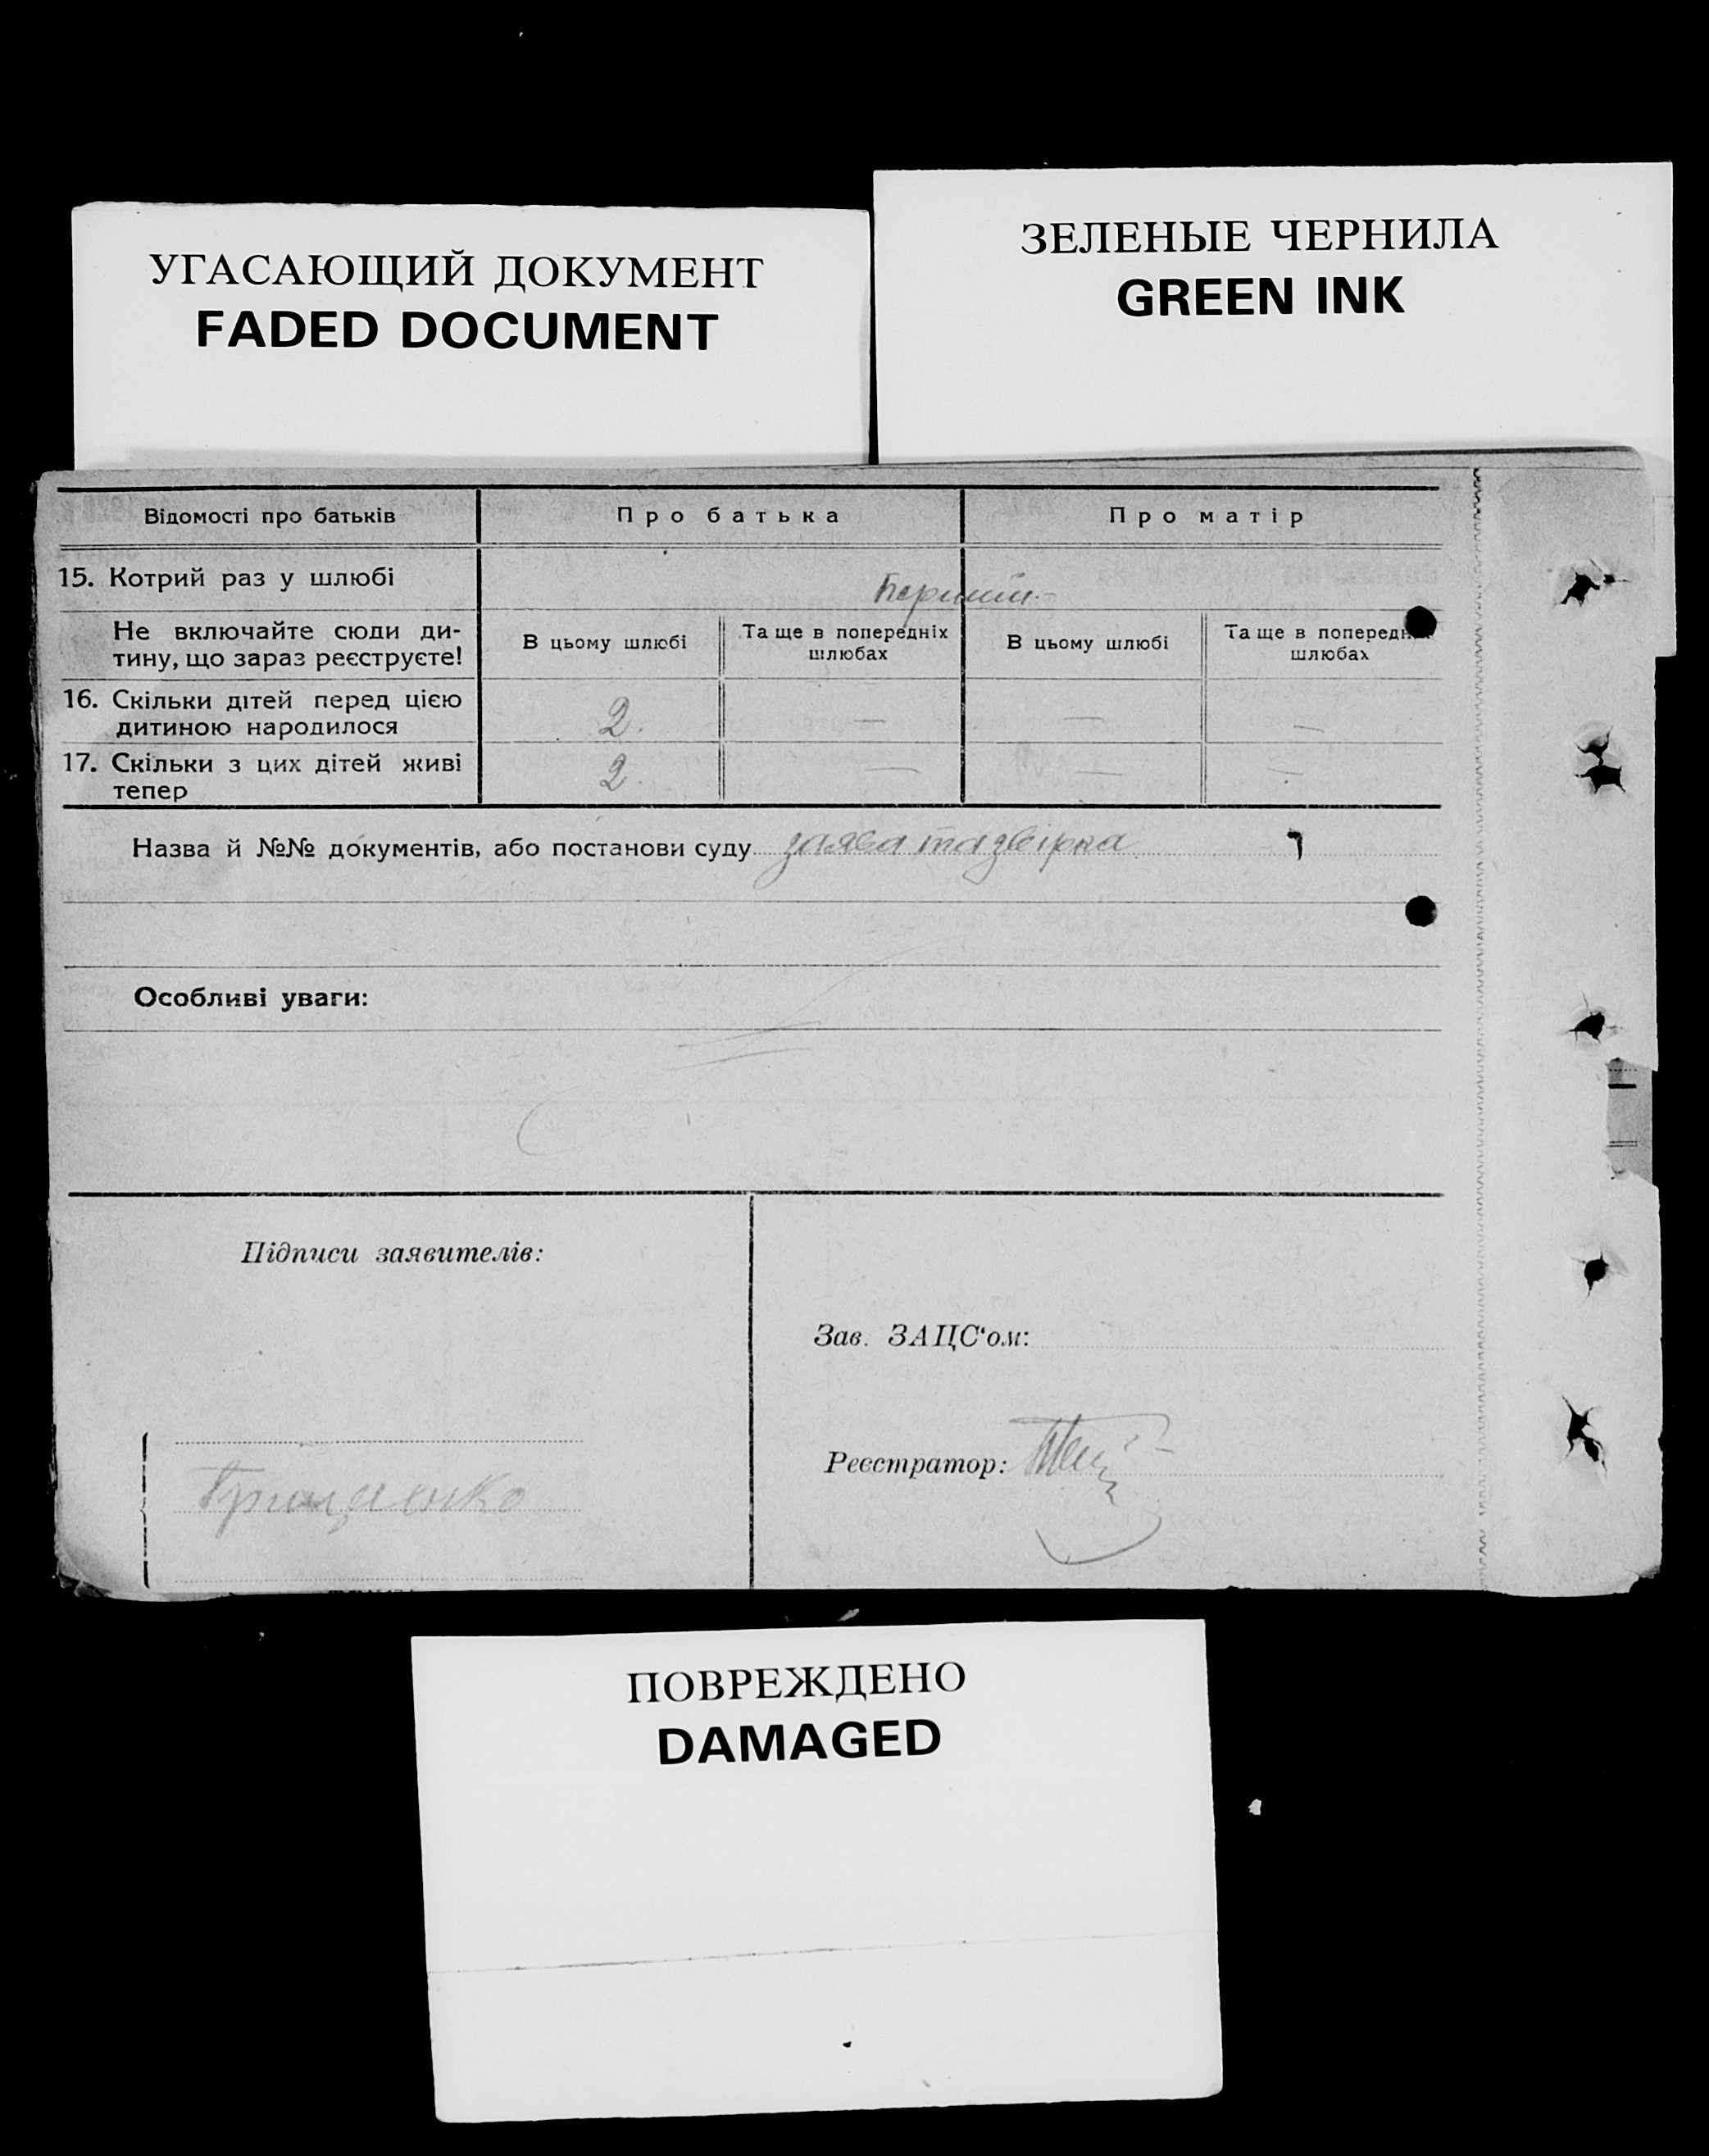 УГАСАЮЩИЙ ДОКУМЕНТ
FADED DOCUMENT
ЗЕЛЕНЫЕ ЧЕРНИЛА
GREEN INK
Відомості про батьків Про батька Про матір
15. Котрий раз у шлюбі Перший
Не включайте сюди ди-
тину, що зараз реєструєте!
В цьому шлюбі
Та ще в попередніх
шлюбах
В цьому шлюбі
Та ще в
шлюбах
16. Скільки дітей перед цією
дитиною народилося 2. — — —
17. Скільки з цих дітей живі
тепер 2. — — —
Назва й №№ документів, або постанови суду заява та звірка
Особливі уваги:
Підписи заявителів:
Грищенко
Зав. ЗАЦС'ом:
Реєстратор:
ПОВРЕЖДЕНО
DAMAGED